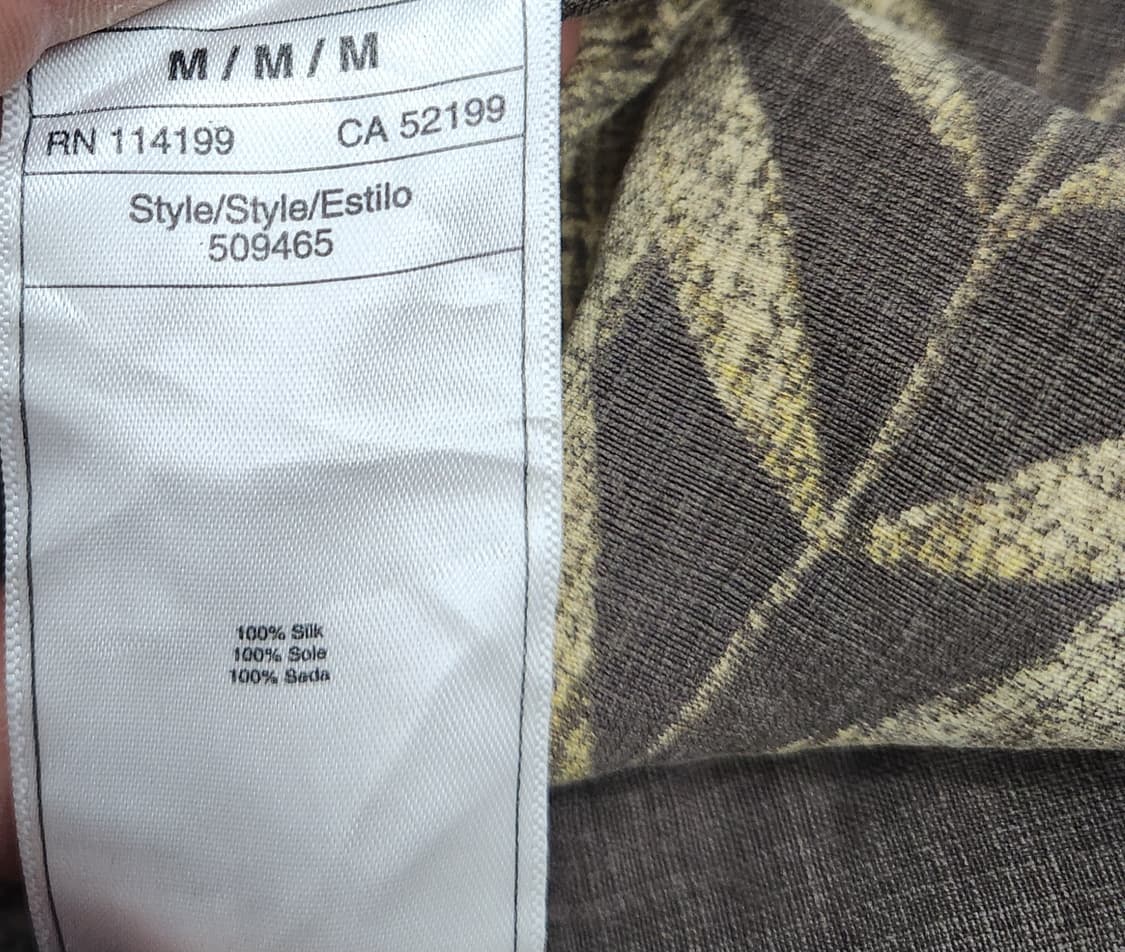 M / M / M
RN 114199 CA 52199
Style/Style/Estilo
509465
100% Silk
100% Sole
100% Seda